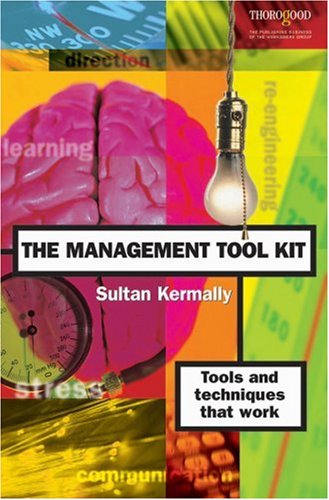 THOROGOOD
THE PUBLISHING BUSINESS
OF THE WORKSHARE GROUP
NW
direction
re-engineering
learning
THE MANAGEMENT TOOL KIT
Sultan Kermally
Tools and
techniques
that work
stress
communication